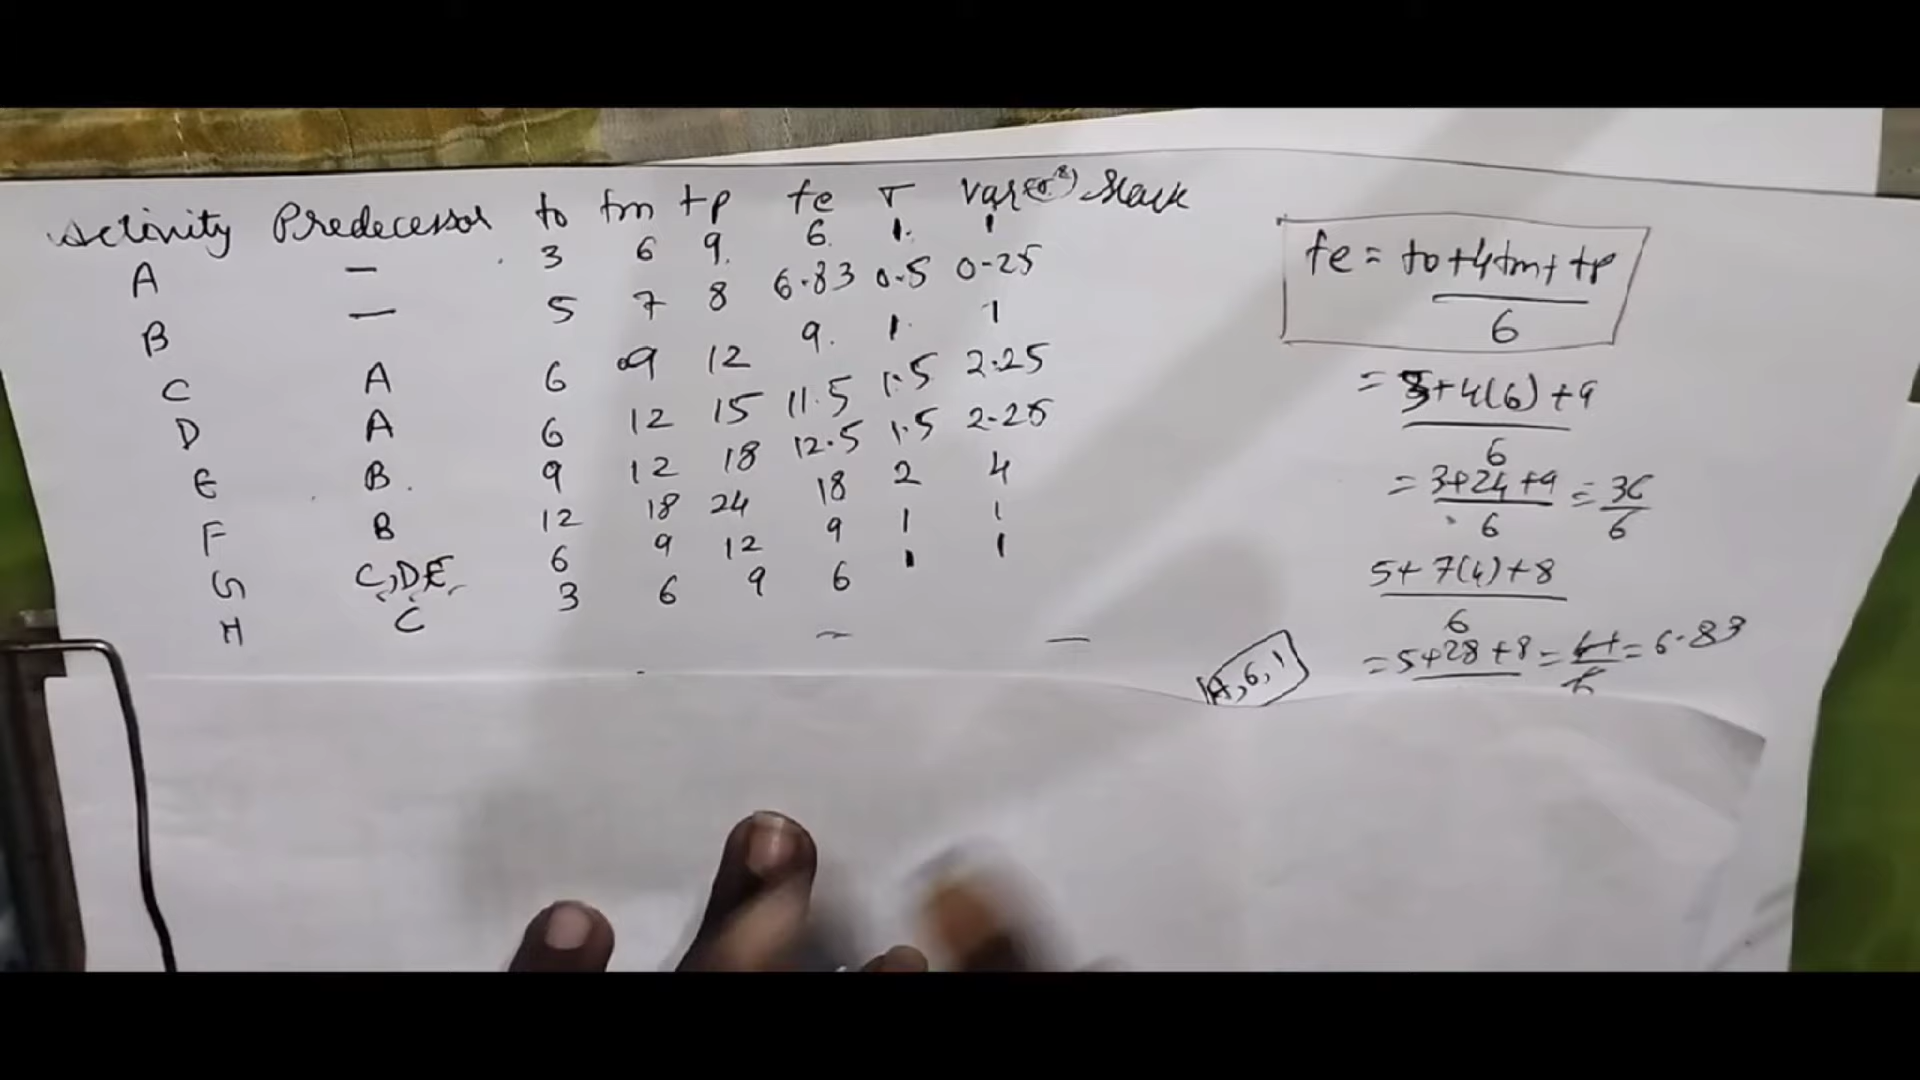 Activity Predecessor to tm tp te σ Var(σ²) Slack
A — 3 6 9 6 1 1
B — 5 7 8 6.83 0.5 0.25
C A 6 9 12 9 1 1
D A 6 12 15 11.5 1.5 2.25
E B 9 12 18 12.5 1.5 2.25
F B 12 18 24 18 2 4
G C,D,E 6 9 12 9 1 1
H C 3 6 9 6 1 1
te = to+4tm+tp
6
= 3+4(6)+9
6
= 3+24+9 = 36
6 6
5+7(4)+8
6
= 5+28+8 = 41 = 6.83
6
A,6,1